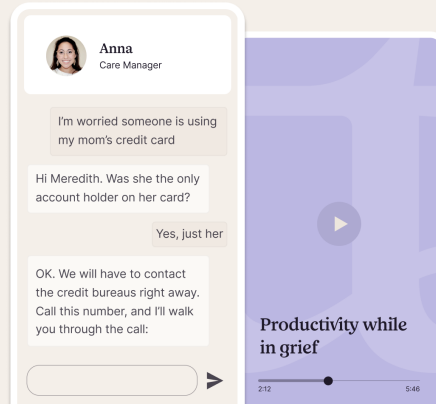 Anna
Care Manager
I'm worried someone is using
my mom's credit card
Hi Meredith. Was she the only
account holder on her card?
Yes, just her
OK. We will have to contact
the credit bureaus right away.
Call this number, and I'll walk
you through the call:
Productivity while
in grief
2:12
5:46